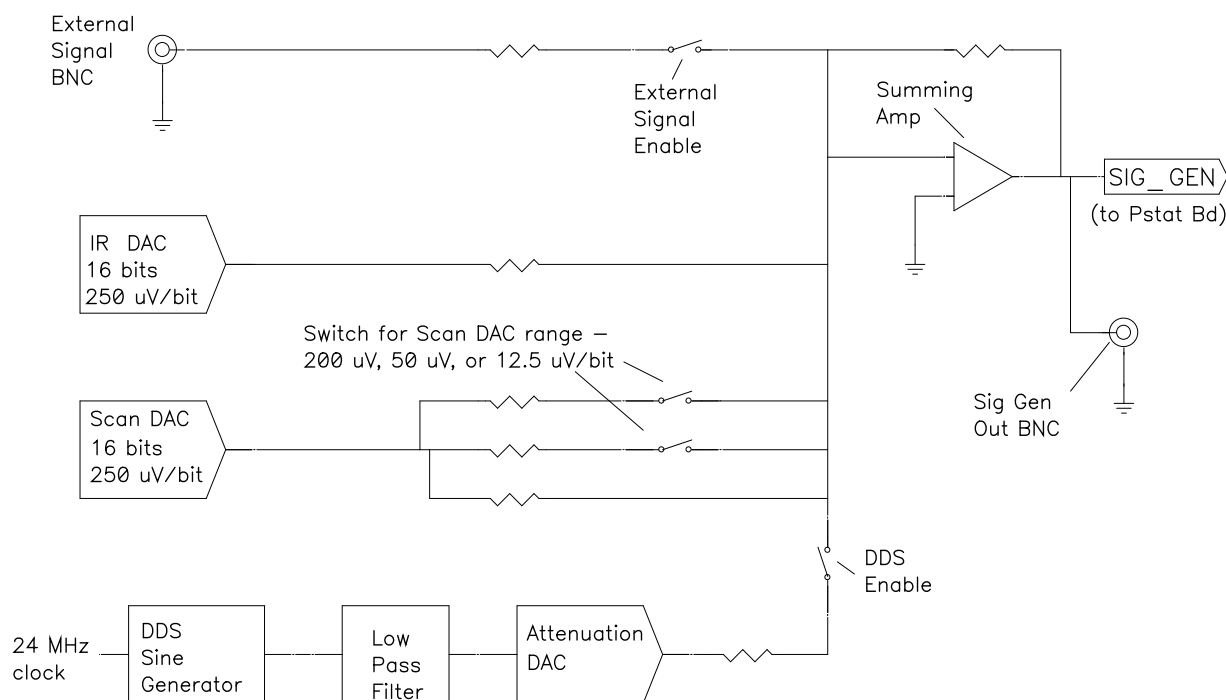 External
Signal
BNC
External
Signal
Enable
Summing
Amp
SIG_GEN
(to Pstat Bd)
IR DAC
16 bits
250 uV/bit
Switch for Scan DAC range –
200 uV, 50 uV, or 12.5 uV/bit
Sig Gen
Out BNC
Scan DAC
16 bits
250 uV/bit
DDS
Enable
24 MHz
clock
DDS
Sine
Generator
Low
Pass
Filter
Attenuation
DAC